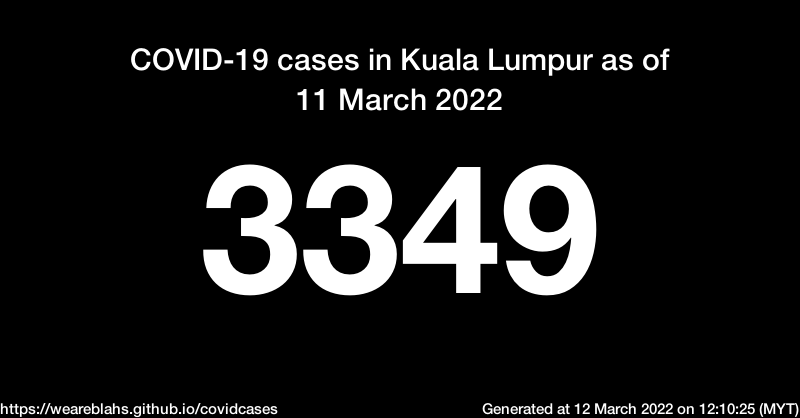 COVID-19 cases in Kuala Lumpur as of
11 March 2022
3349
https://weareblahs.github.io/covidcases
Generated at 12 March 2022 on 12:10:25 (MYT)